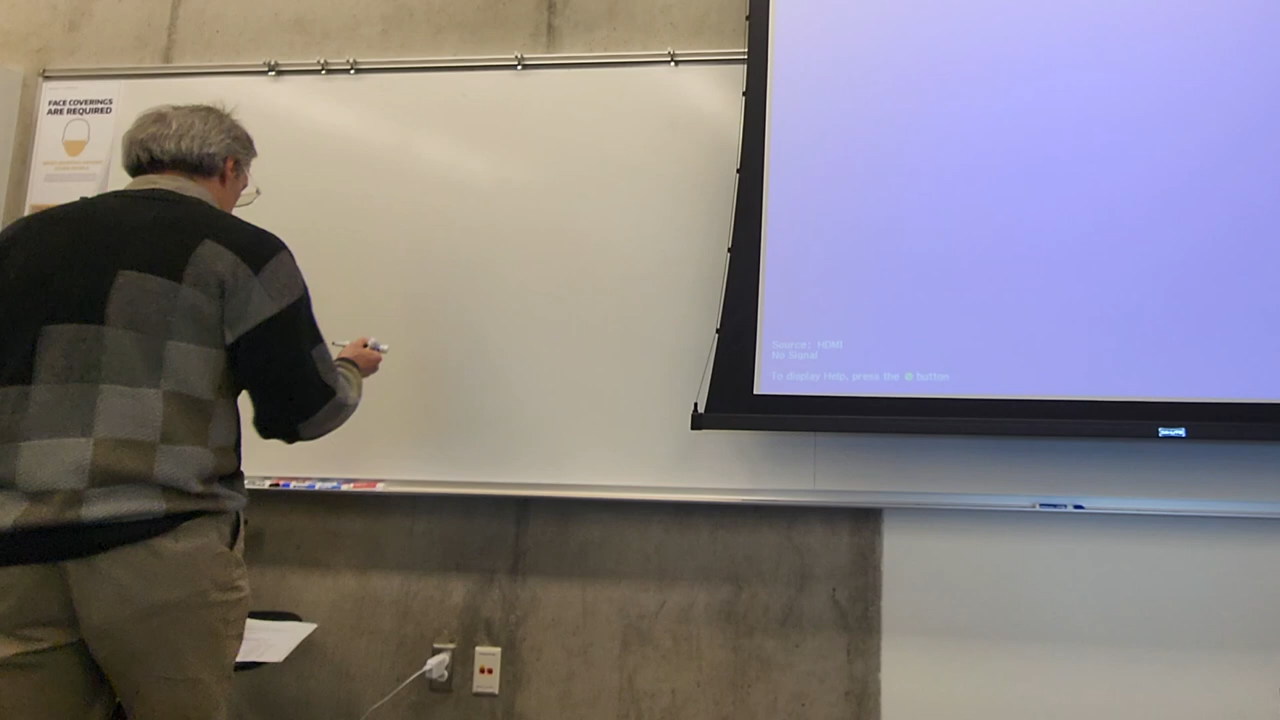 FACE COVERINGS
ARE REQUIRED
Source: HDMI
No Signal
To display Help, press the button